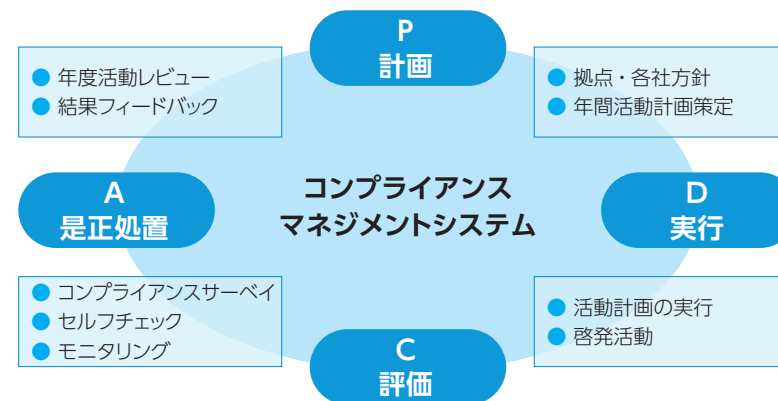 P
計画
● 年度活動レビュー
● 結果フィードバック
● 拠点・各社方針
● 年間活動計画策定
A
是正処置
コンプライアンス
マネジメントシステム
D
実行
● コンプライアンスサーベイ
● セルフチェック
● モニタリング
● 活動計画の実行
● 啓発活動
C
評価